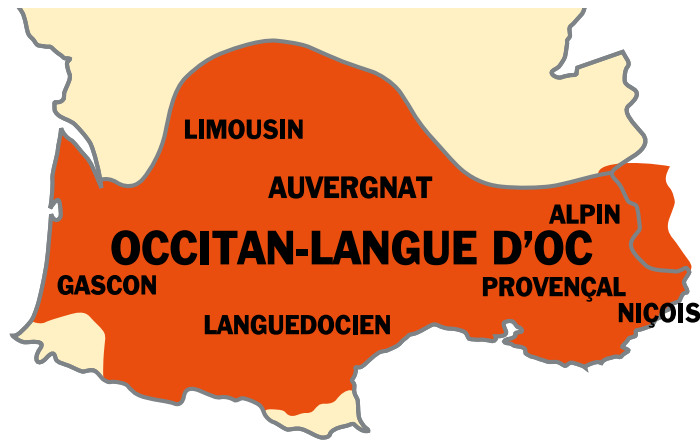 LIMOUSIN
AUVERGNAT
ALPIN
OCCITAN-LANGUE D’OC
GASCON
PROVENÇAL
NIÇOIS
LANGUEDOCIEN